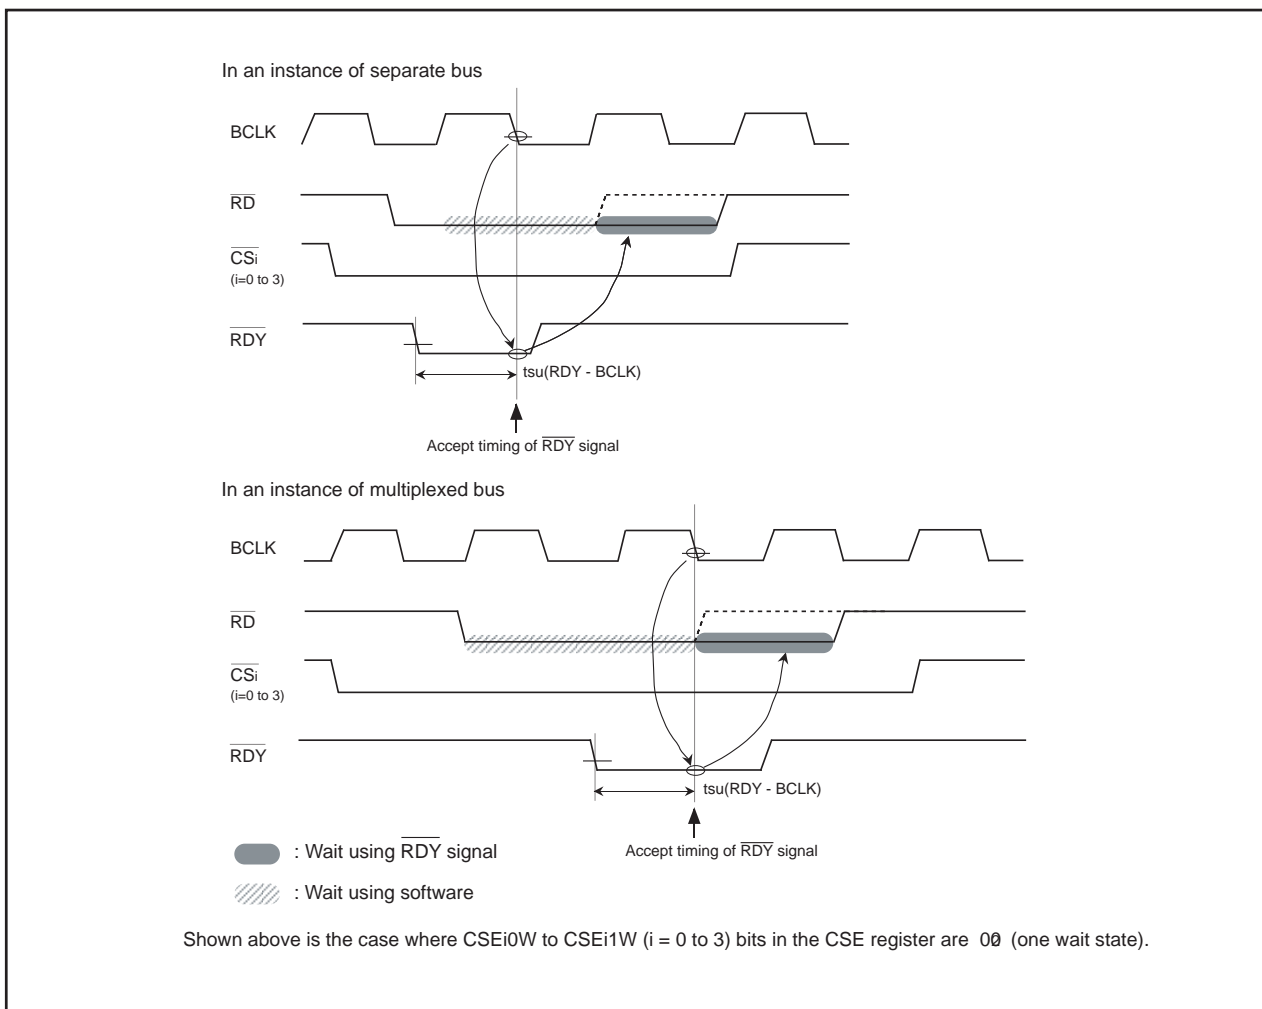 In an instance of separate bus
BCLK
RD
CSi
(i=0 to 3)
RDY
tsu(RDY - BCLK)
Accept timing of RDY signal
In an instance of multiplexed bus
BCLK
RD
CSi
(i=0 to 3)
RDY
tsu(RDY - BCLK)
Accept timing of RDY signal
: Wait using RDY signal
: Wait using software
Shown above is the case where CSEi0W to CSEi1W (i = 0 to 3) bits in the CSE register are (one wait state).